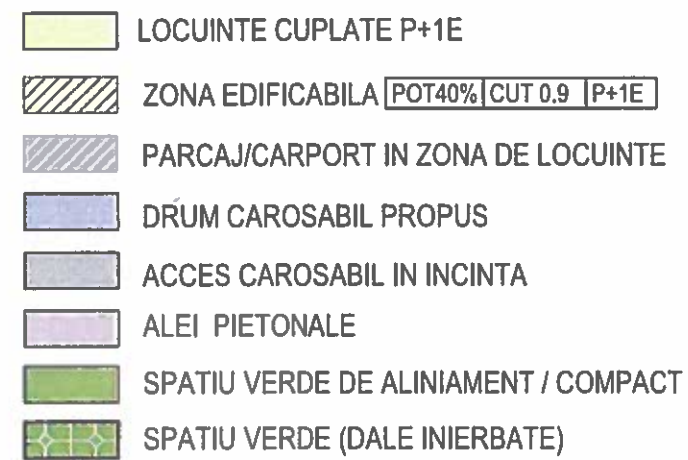 LOCUINTE CUPLATE P+1E
ZONA EDIFICABILA POT40% CUT 0.9 P+1E
PARCAJ/CARPORT IN ZONA DE LOCUINTE
DRUM CAROSABIL PROPUS
ACCES CAROSABIL IN INCINTA
ALEI PIETONALE
SPATIU VERDE DE ALINIAMENT / COMPACT
SPATIU VERDE (DALE INIERBATE)